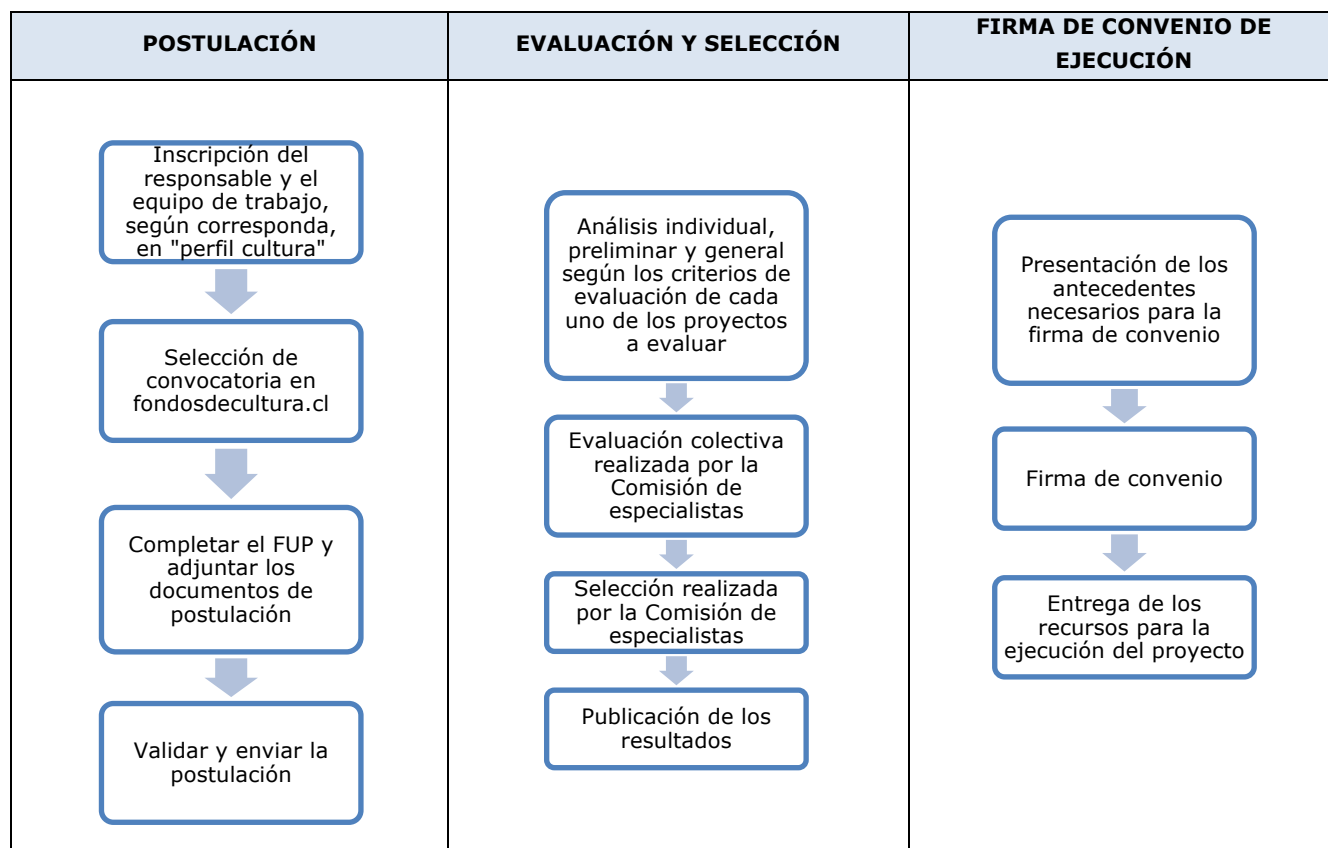 POSTULACIÓN
Inscripción del
responsable y el
equipo de trabajo,
según corresponda,
en "perfil cultura"
Selección de
convocatoria en
fondosdecultura.cl
Completar el FUP y
adjuntar los
documentos de
postulación
Validar y enviar la
postulación
EVALUACIÓN Y SELECCIÓN
Análisis individual,
preliminar y general
según los criterios de
evaluación de cada
uno de los proyectos
a evaluar
Evaluación colectiva
realizada por la
Comisión de
especialistas
Selección realizada
por la Comisión de
especialistas
Publicación de los
resultados
FIRMA DE CONVENIO DE
EJECUCIÓN
Presentación de los
antecedentes
necesarios para la
firma de convenio
Firma de convenio
Entrega de los
recursos para la
ejecución del proyecto